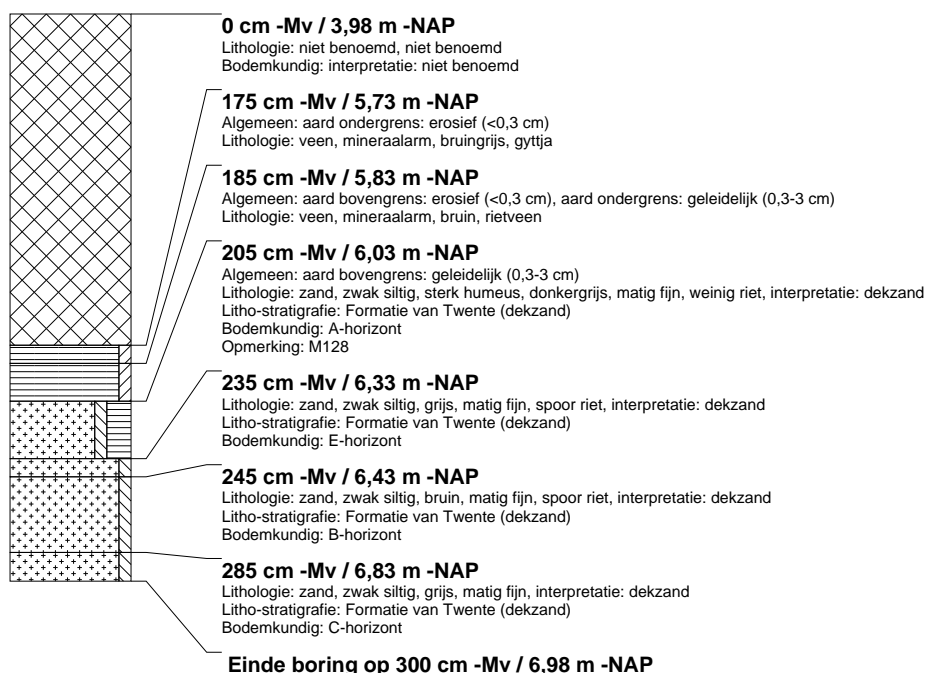 0 cm -Mv / 3,98 m -NAP
Lithologie: niet benoemd, niet benoemd
Bodemkundig: interpretatie: niet benoemd
175 cm -Mv / 5,73 m -NAP
Algemeen: aard ondergrens: erosief (<0,3 cm)
Lithologie: veen, mineraalarm, bruingrijs, gyttja
185 cm -Mv / 5,83 m -NAP
Algemeen: aard bovengrens: erosief (<0,3 cm), aard ondergrens: geleidelijk (0,3-3 cm)
Lithologie: veen, mineraalarm, bruin, rietveen
205 cm -Mv / 6,03 m -NAP
Algemeen: aard bovengrens: geleidelijk (0,3-3 cm)
Lithologie: zand, zwak siltig, sterk humeus, donkergrijs, matig fijn, weinig riet, interpretatie: dekzand
Litho-stratigrafie: Formatie van Twente (dekzand)
Bodemkundig: A-horizont
Opmerking: M128
235 cm -Mv / 6,33 m -NAP
Lithologie: zand, zwak siltig, grijs, matig fijn, spoor riet, interpretatie: dekzand
Litho-stratigrafie: Formatie van Twente (dekzand)
Bodemkundig: E-horizont
245 cm -Mv / 6,43 m -NAP
Lithologie: zand, zwak siltig, bruin, matig fijn, spoor riet, interpretatie: dekzand
Litho-stratigrafie: Formatie van Twente (dekzand)
Bodemkundig: B-horizont
285 cm -Mv / 6,83 m -NAP
Lithologie: zand, zwak siltig, grijs, matig fijn, interpretatie: dekzand
Litho-stratigrafie: Formatie van Twente (dekzand)
Bodemkundig: C-horizont
Einde boring op 300 cm -Mv / 6,98 m -NAP